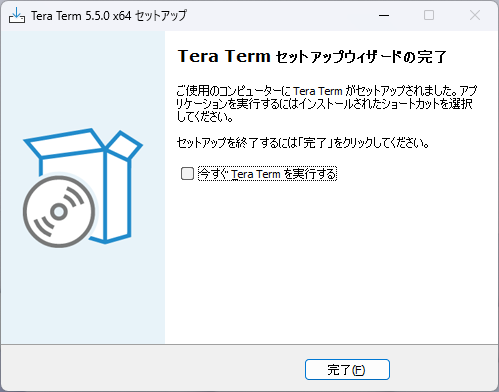 Tera Term 5.5.0 x64 セットアップ
Tera Term セットアップウィザードの完了
ご使用のコンピューターに Tera Term がセットアップされました。アプ
リケーションを実行するにはインストールされたショートカットを選択
してください。
セットアップを終了するには「完了」をクリックしてください。
今すぐ Tera Term を実行する
完了(F)